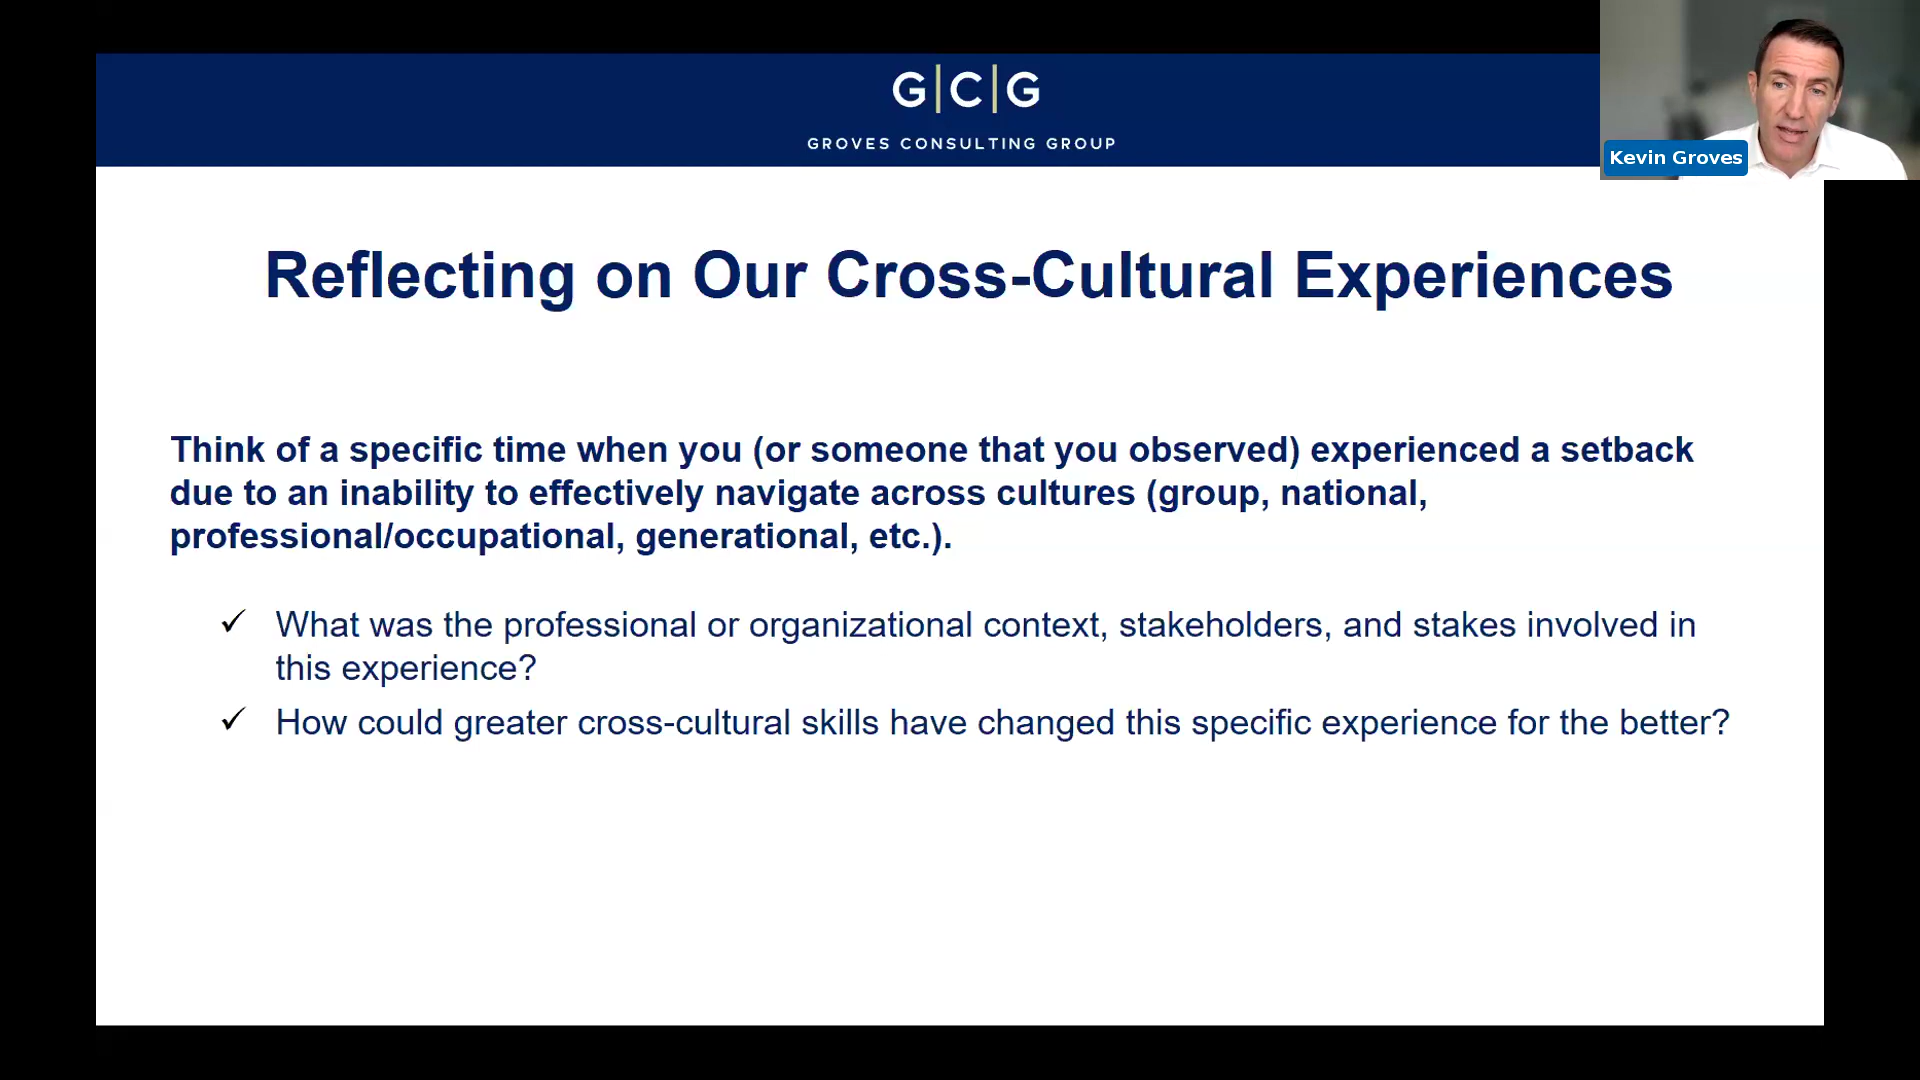 G|C|G
GROVES CONSULTING GROUP
Kevin Groves
Reflecting on Our Cross-Cultural Experiences
Think of a specific time when you (or someone that you observed) experienced a setback
due to an inability to effectively navigate across cultures (group, national,
professional/occupational, generational, etc.).
✓ What was the professional or organizational context, stakeholders, and stakes involved in
this experience?
✓ How could greater cross-cultural skills have changed this specific experience for the better?